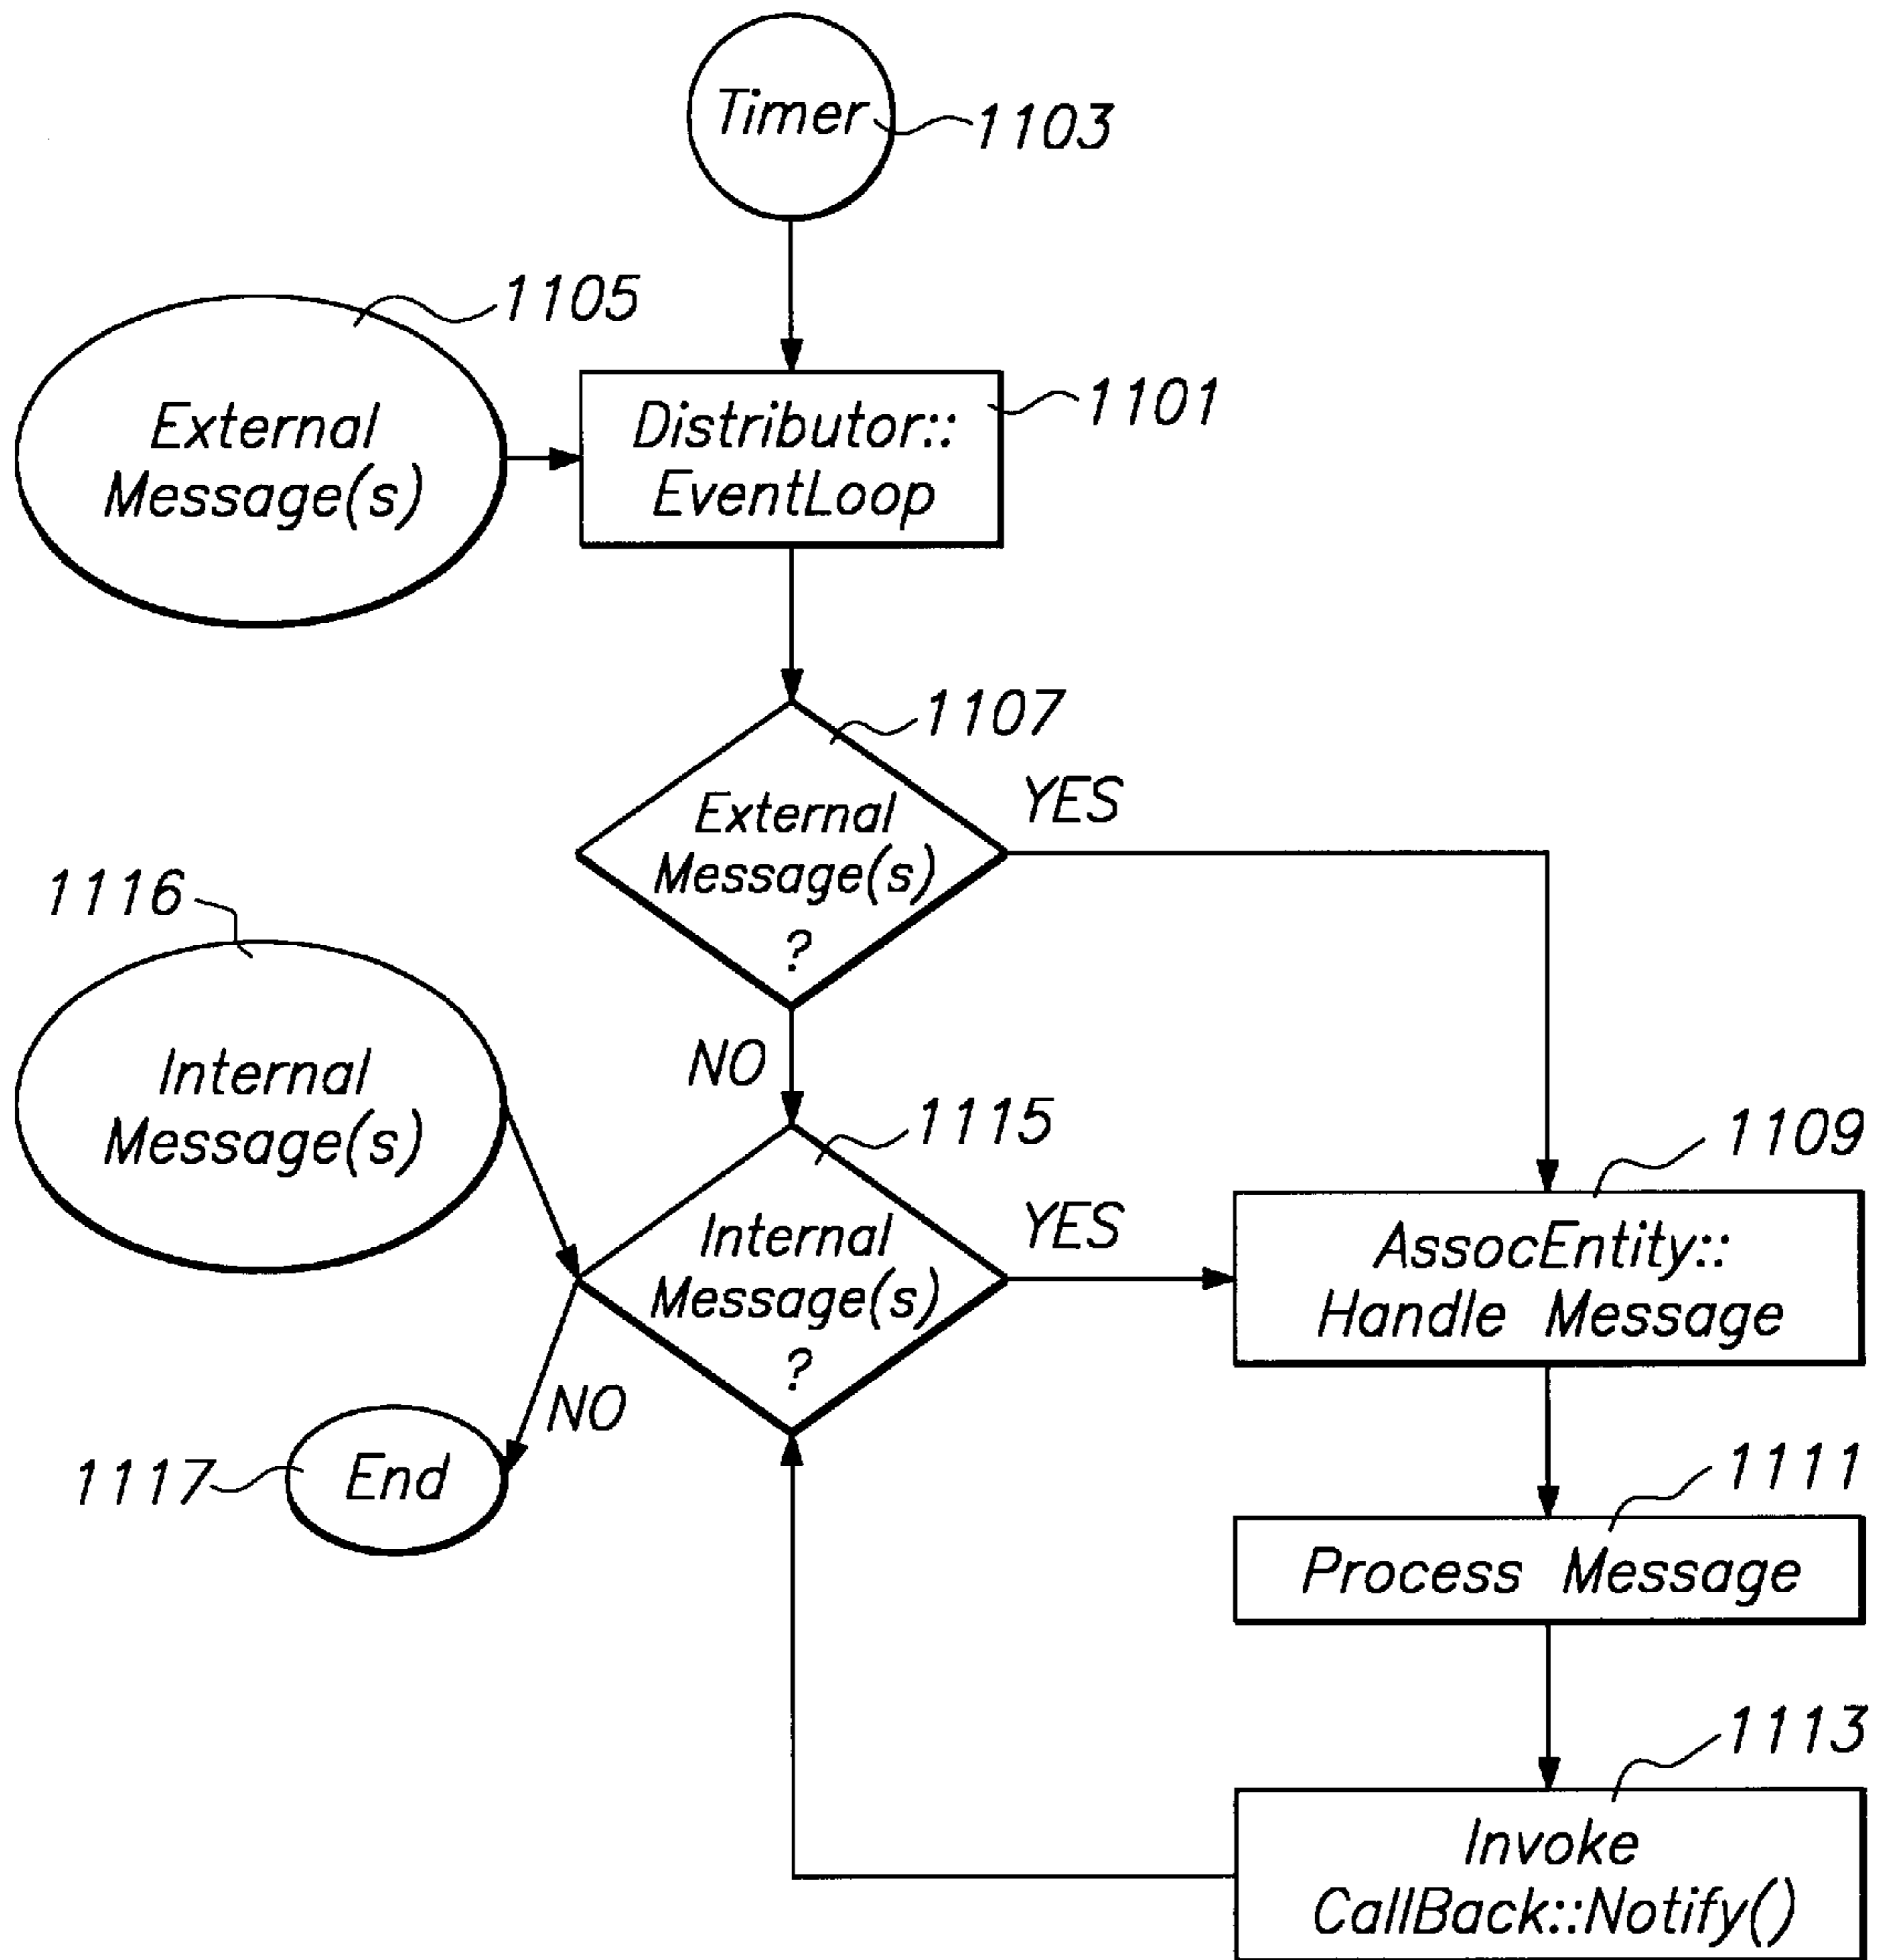 Timer
1103
1105
External
Message(s)
Distributor::
EventLoop
1101
1107
External
Message(s)
?
YES
NO
1116
Internal
Message(s)
1115
Internal
Message(s)
?
YES
NO
1109
AssocEntity::
Handle Message
1117
End
1111
Process Message
1113
Invoke
CallBack::Notify()